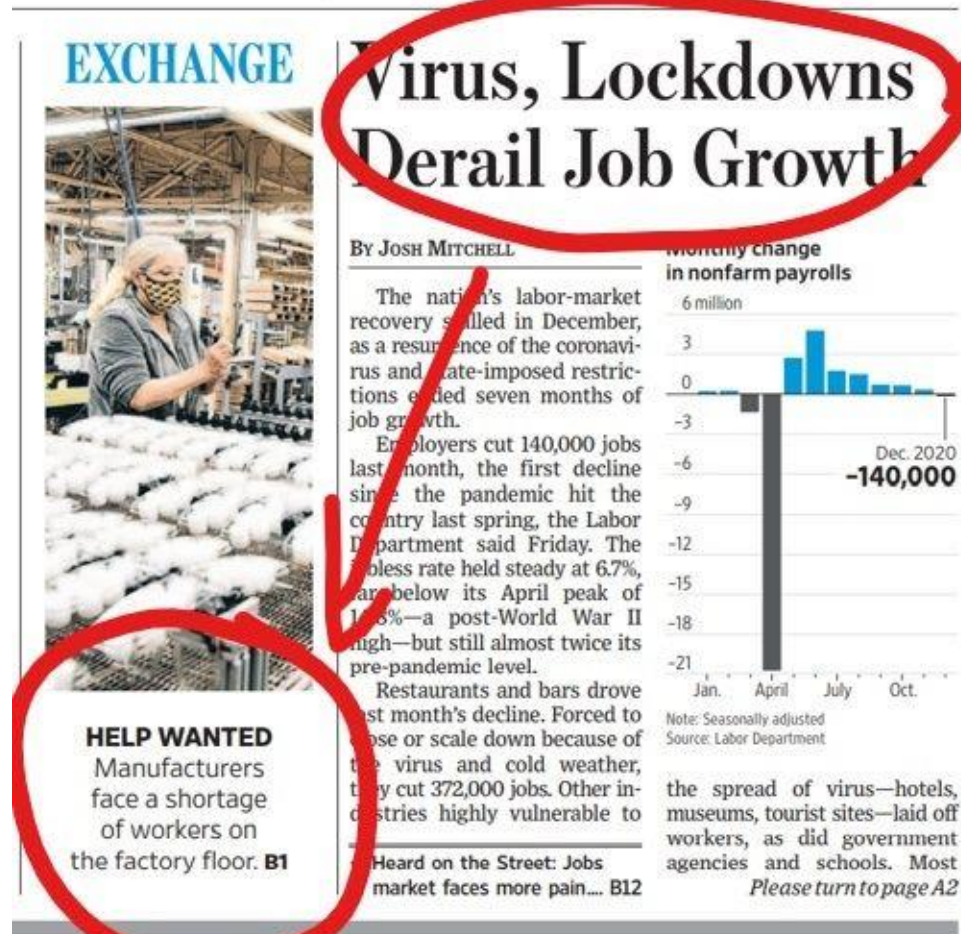 EXCHANGE
HELP WANTED
Manufacturers
face a shortage
of workers on
the factory floor. B1
Virus, Lockdowns
Derail Job Growth
BY JOSH MITCHELL
The nation's labor-market
recovery stalled in December,
as a resurgence of the coronavi-
rus and state-imposed restric-
tions ended seven months of
job growth.
Employers cut 140,000 jobs
last month, the first decline
since the pandemic hit the
country last spring, the Labor
Department said Friday. The
jobless rate held steady at 6.7%,
far below its April peak of
14.8%—a post-World War II
high—but still almost twice its
pre-pandemic level.
Restaurants and bars drove
last month's decline. Forced to
close or scale down because of
the virus and cold weather,
they cut 372,000 jobs. Other in-
dustries highly vulnerable to
Heard on the Street: Jobs
market faces more pain.... B12
Monthly change
in nonfarm payrolls
6 million
3
0
-3
-6
-9
-12
-15
-18
-21
Dec. 2020
-140,000
Jan. April July Oct.
Note: Seasonally adjusted
Source: Labor Department
the spread of virus—hotels,
museums, tourist sites—laid off
workers, as did government
agencies and schools. Most
Please turn to page A2